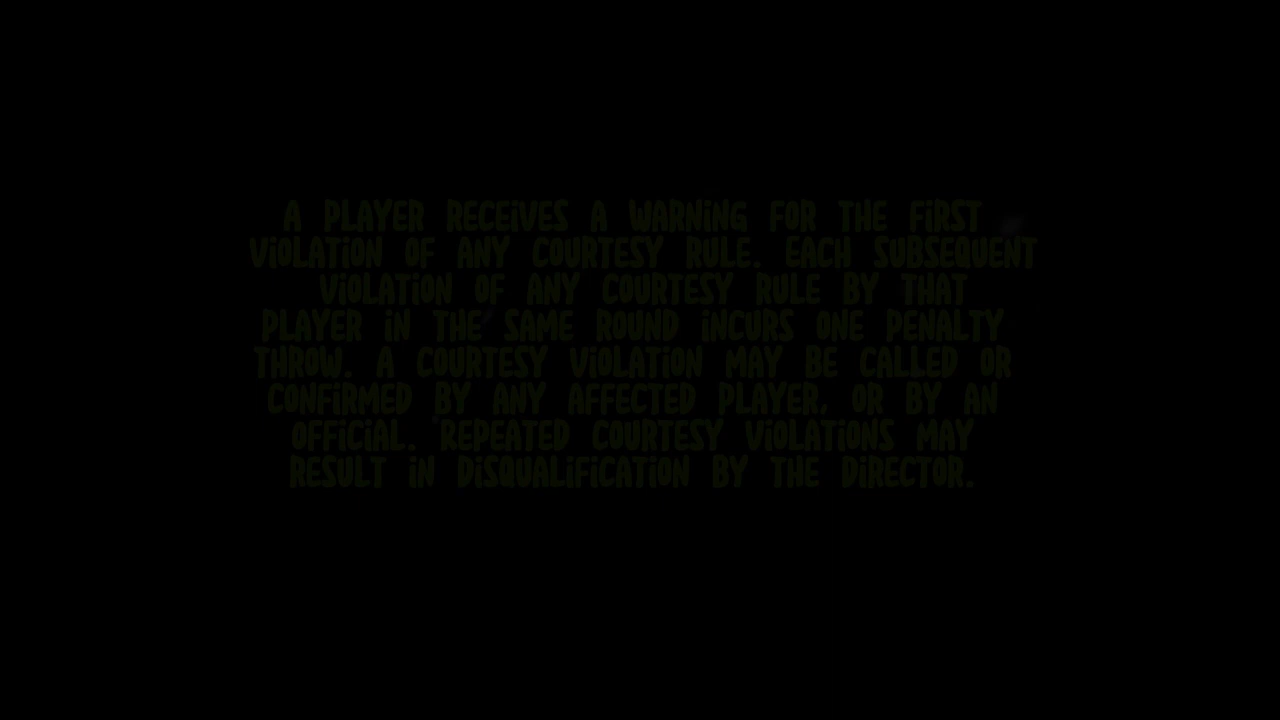 A PLAYER RECEIVES A WARNING FOR THE FIRST
VIOLATION OF ANY COURTESY RULE. EACH SUBSEQUENT
VIOLATION OF ANY COURTESY RULE BY THAT
PLAYER IN THE SAME ROUND INCURS ONE PENALTY
THROW. A COURTESY VIOLATION MAY BE CALLED OR
CONFIRMED BY ANY AFFECTED PLAYER, OR BY AN
OFFICIAL. REPEATED COURTESY VIOLATIONS MAY
RESULT IN DISQUALIFICATION BY THE DIRECTOR.